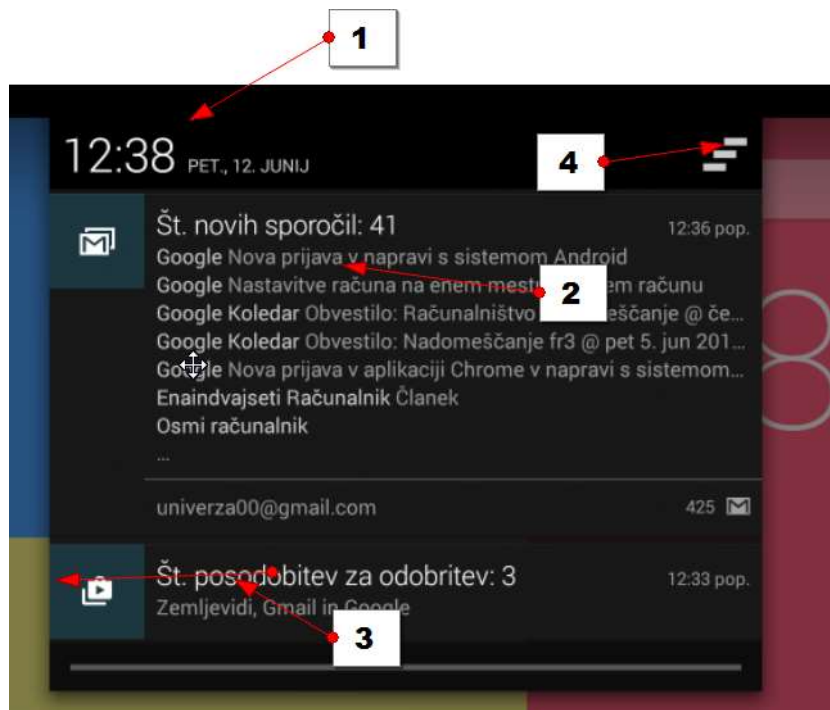 1
12:38 PET., 12. JUNIJ
4
Št. novih sporočil: 41 12:36 pop.
Google Nova prijava v napravi s sistemom Android
Google Nastavitve računa na enem mestu em računu
2
Google Koledar Obvestilo: Računalništvo eščanje @ če...
Google Koledar Obvestilo: Nadomeščanje fr3 @ pet 5. jun 201...
Google Nova prijava v aplikaciji Chrome v napravi s sistemom...
Enaindvajseti Računalnik Članek
Osmi računalnik
...
univerza00@gmail.com 425
Št. posodobitev za odobritev: 3 12:33 pop.
Zemljevidi, Gmail in Google
3
8